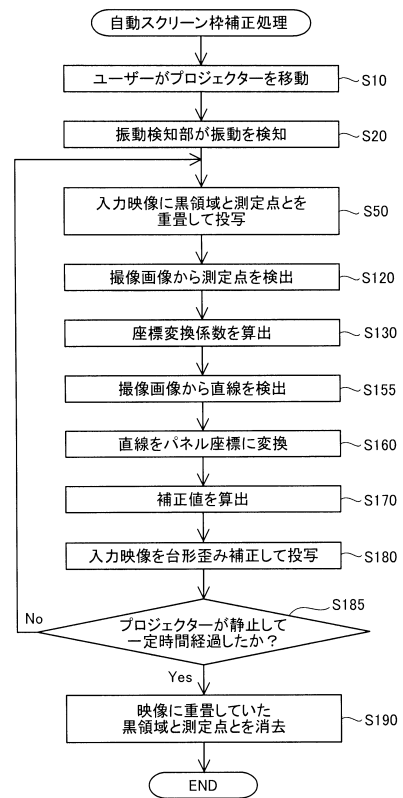 自動スクリーン枠補正処理
ユーザーがプロジェクターを移動
S10
振動検知部が振動を検知
S20
入力映像に黒領域と測定点とを
重畳して投写
S50
撮像画像から測定点を検出
S120
座標変換係数を算出
S130
撮像画像から直線を検出
S155
直線をパネル座標に変換
S160
補正値を算出
S170
入力映像を台形歪み補正して投写
S180
プロジェクターが静止して
一定時間経過したか?
S185
No
Yes
映像に重畳していた
黒領域と測定点とを消去
S190
END